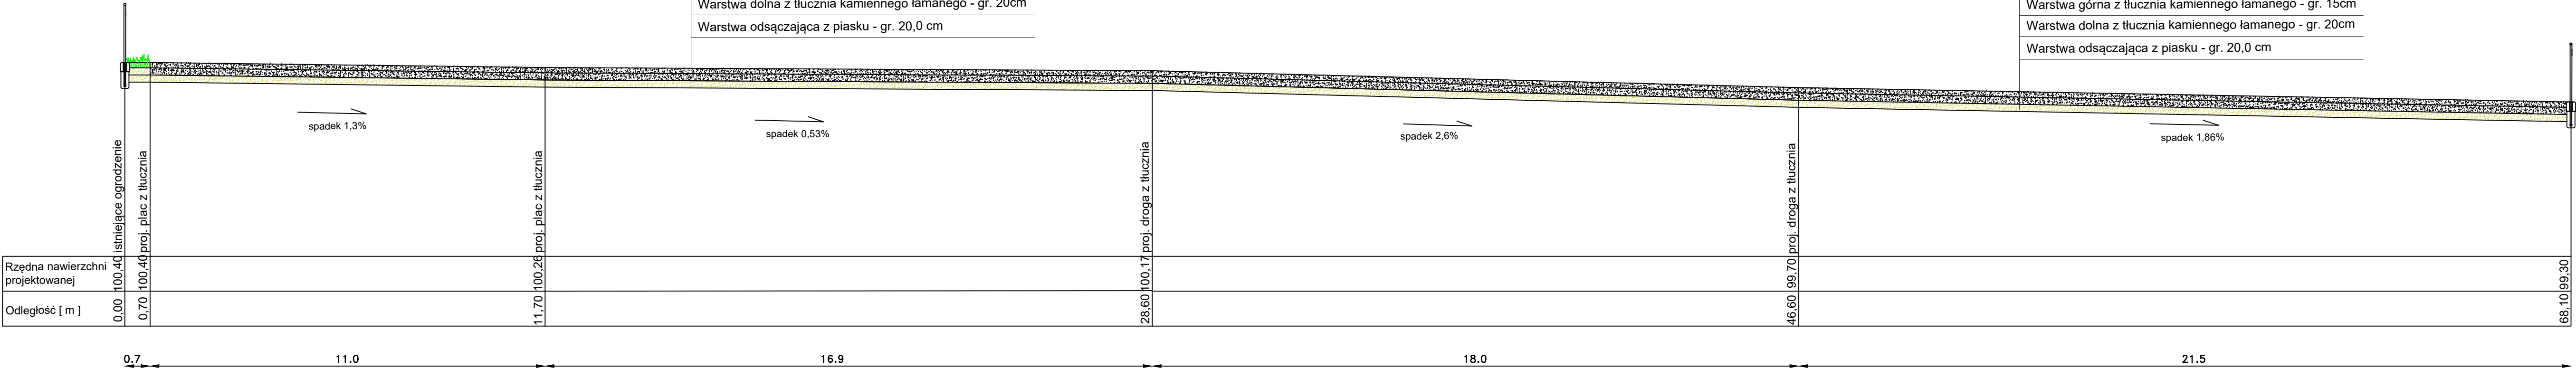 Warstwa dolna z tłucznia kamiennego łamanego - gr. 20cm
Warstwa odsączająca z piasku - gr. 20,0 cm
Warstwa górna z tłucznia kamiennego łamanego - gr. 15cm
Warstwa dolna z tłucznia kamiennego łamanego - gr. 20cm
Warstwa odsączająca z piasku - gr. 20,0 cm
spadek 1,3%
spadek 0,53%
spadek 2,6%
spadek 1,86%
istniejące ogrodzenie
proj. plac z tłucznia
proj. plac z tłucznia
proj. droga z tłucznia
proj. droga z tłucznia
Rzędna nawierzchni
projektowanej
100,40
100,40
100,26
100,17
99,70
99,30
Odległość [ m ]
0,00
0,70
11,70
28,60
46,60
68,10
0.7
11.0
16.9
18.0
21.5